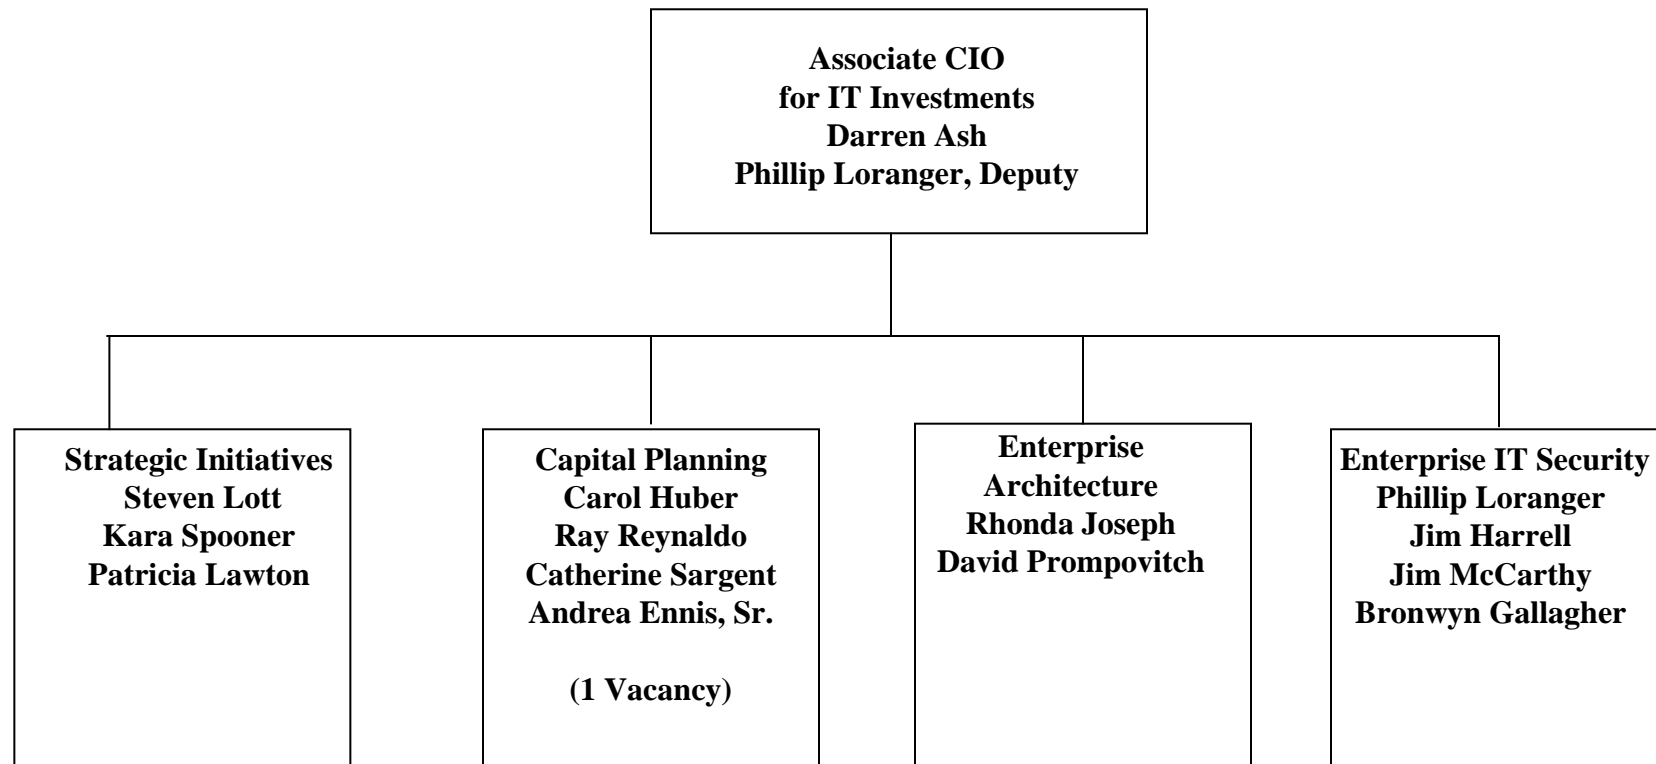 Associate CIO
for IT Investments
Darren Ash
Phillip Loranger, Deputy
Strategic Initiatives
Steven Lott
Kara Spooner
Patricia Lawton
Capital Planning
Carol Huber
Ray Reynaldo
Catherine Sargent
Andrea Ennis, Sr.
(1 Vacancy)
Enterprise
Architecture
Rhonda Joseph
David Prompovitch
Enterprise IT Security
Phillip Loranger
Jim Harrell
Jim McCarthy
Bronwyn Gallagher